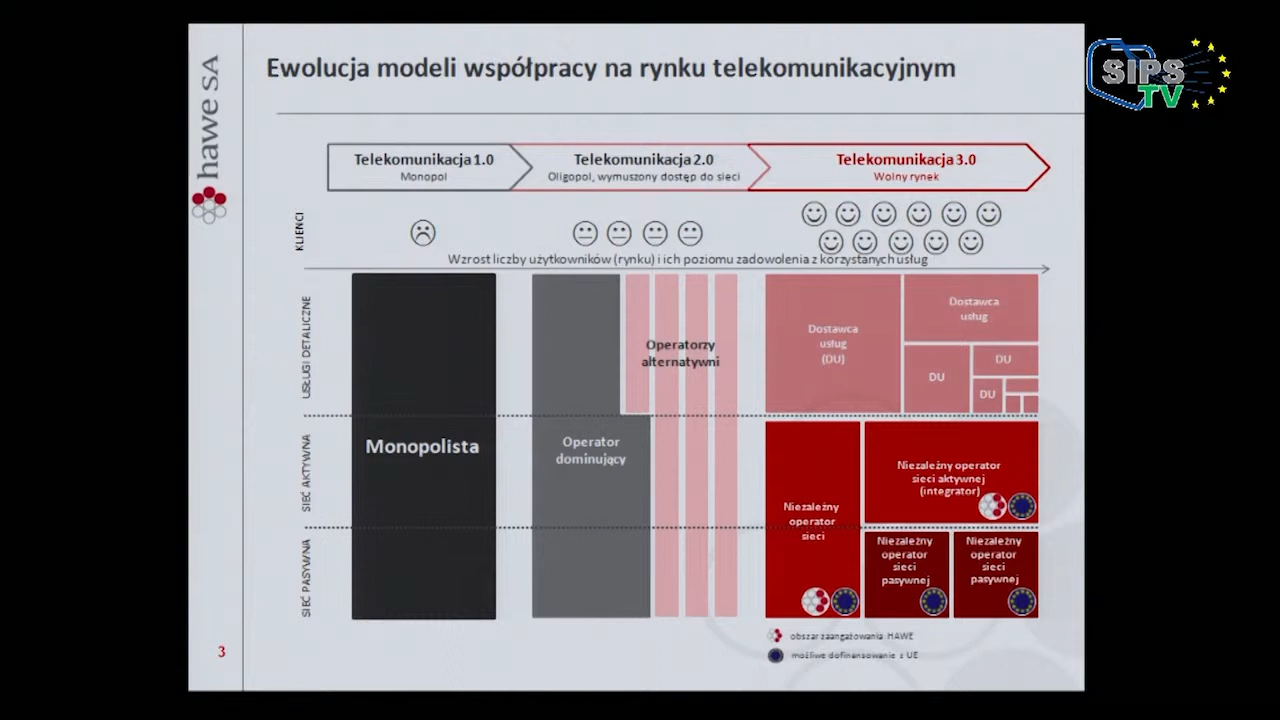 Ewolucja modeli współpracy na rynku telekomunikacyjnym
SIPS
TV
hawe SA
Telekomunikacja 1.0
Monopol
Telekomunikacja 2.0
Oligopol, wymuszony dostęp do sieci
Telekomunikacja 3.0
Wolny rynek
KLIENCI
Wzrost liczby użytkowników (rynku) i ich poziomu zadowolenia z korzystanych usług
USŁUGI DETALICZNE
SIEĆ AKTYWNA
SIEĆ PASYWNA
Monopolista
Operator
dominujący
Operatorzy
alternatywni
Dostawca
usług
(DU)
Dostawca
usług
DU
DU
DU
Niezależny
operator
sieci
Niezależny operator
sieci aktywnej
(integrator)
Niezależny
operator
sieci
pasywnej
Niezależny
operator
sieci
pasywnej
obszar zaangażowania HAWE
możliwe dofinansowanie z UE
3